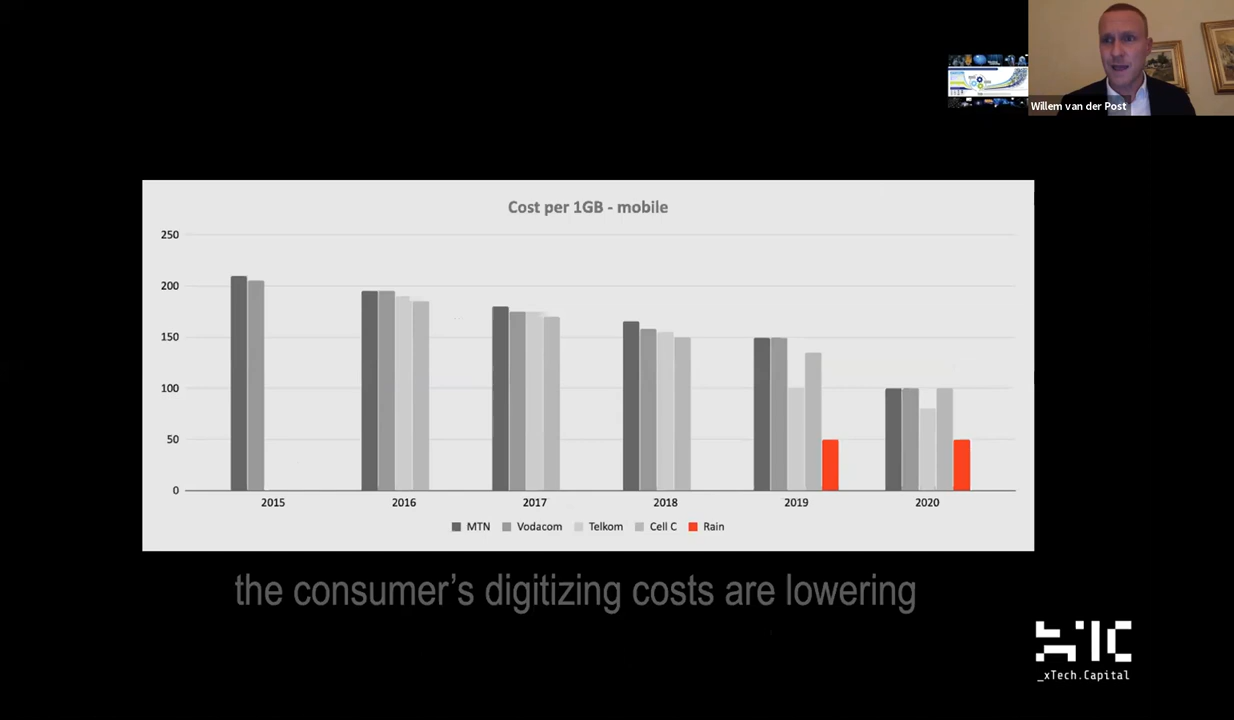 Willem van der Post
Cost per 1GB - mobile
250
200
150
100
50
0
2015 2016 2017 2018 2019 2020
MTN Vodacom Telkom Cell C Rain
the consumer's digitizing costs are lowering
_xTech.Capital